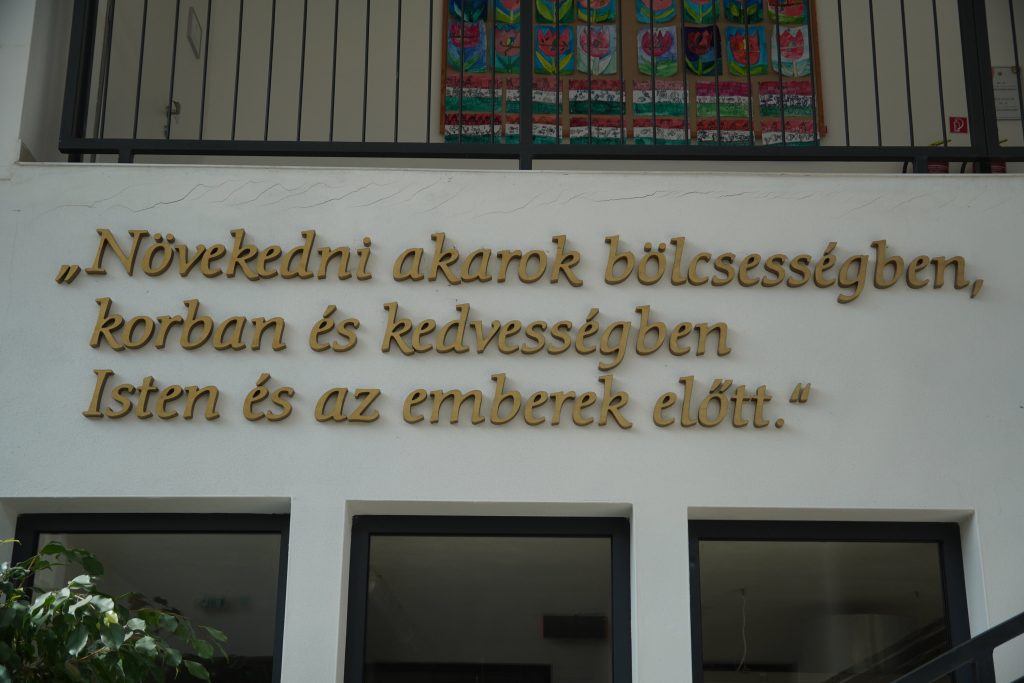 „Növekedni akarok bölcsességben,
korban és kedvességben
Isten és az emberek előtt.“